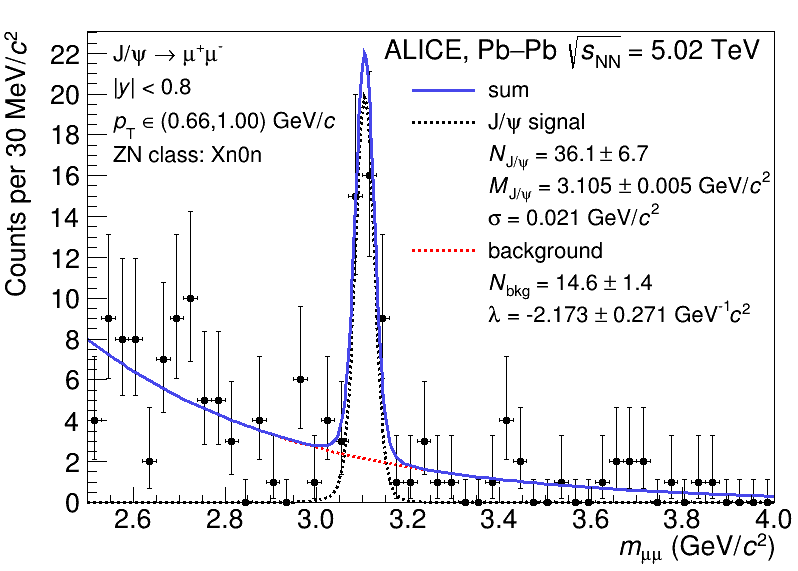 Counts per 30 MeV/c²
22
20
18
16
14
12
10
8
6
4
2
0
J/ψ → μ⁺μ⁻
|y| < 0.8
p_T ∈ (0.66,1.00) GeV/c
ZN class: Xn0n
ALICE, Pb–Pb √s_NN = 5.02 TeV
sum
J/ψ signal
N_J/ψ = 36.1 ± 6.7
M_J/ψ = 3.105 ± 0.005 GeV/c²
σ = 0.021 GeV/c²
background
N_bkg = 14.6 ± 1.4
λ = -2.173 ± 0.271 GeV⁻¹c²
2.6 2.8 3.0 3.2 3.4 3.6 3.8 4.0
m_μμ (GeV/c²)